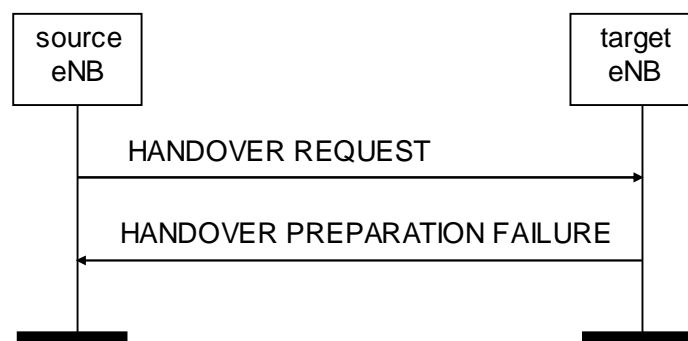 source
eNB
target
eNB
HANDOVER REQUEST
HANDOVER PREPARATION FAILURE